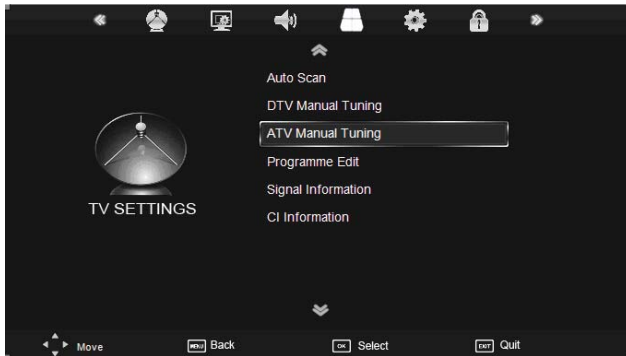 Auto Scan
DTV Manual Tuning
ATV Manual Tuning
Programme Edit
Signal Information
CI Information
TV SETTINGS
Move MENU Back OK Select EXIT Quit